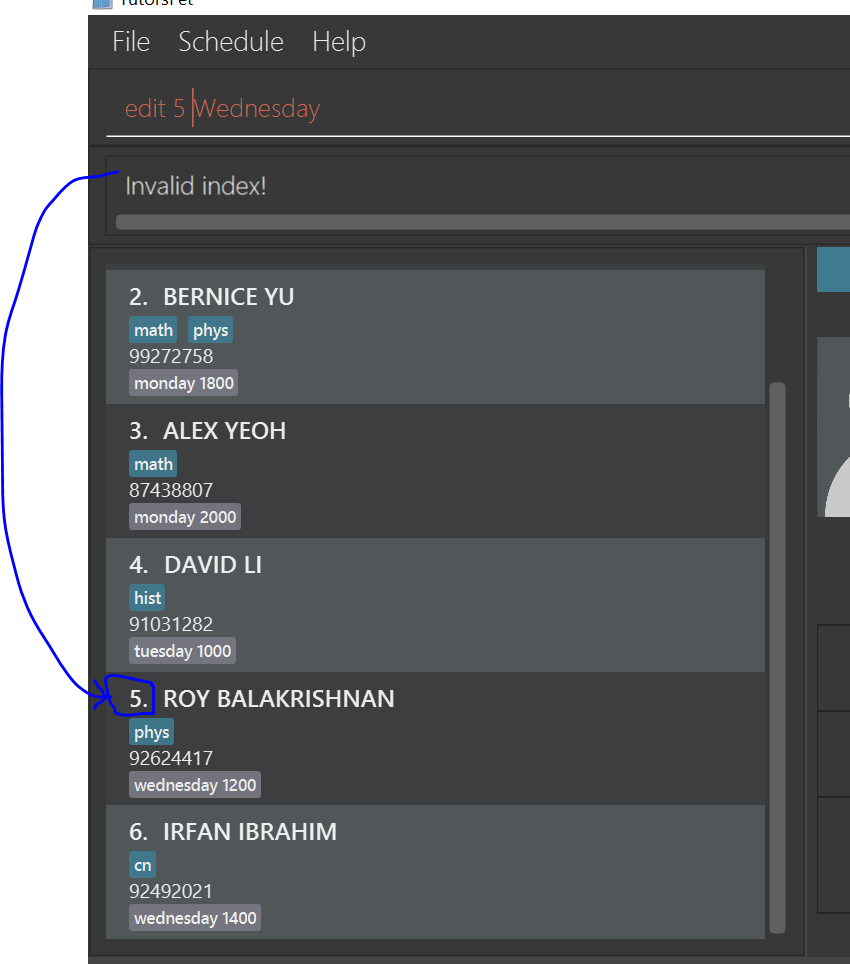 File Schedule Help
edit 5 Wednesday
Invalid index!
2. BERNICE YU
math phys
99272758
monday 1800
3. ALEX YEOH
math
87438807
monday 2000
4. DAVID LI
hist
91031282
tuesday 1000
5. ROY BALAKRISHNAN
phys
92624417
wednesday 1200
6. IRFAN IBRAHIM
cn
92492021
wednesday 1400